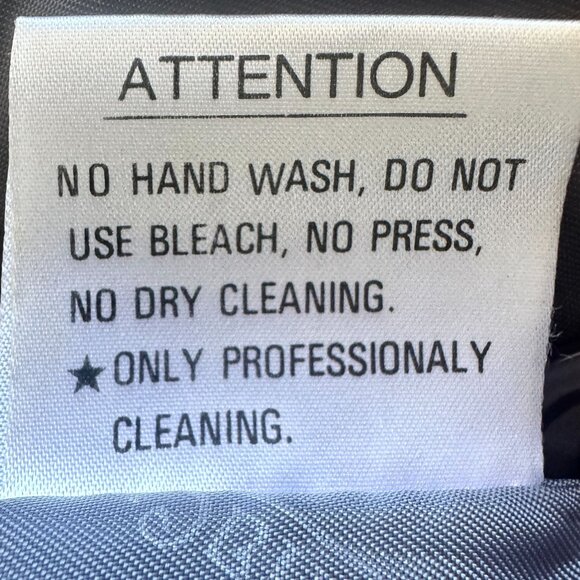 ATTENTION
NO HAND WASH, DO NOT
USE BLEACH, NO PRESS,
NO DRY CLEANING.
★ ONLY PROFESSIONALY
CLEANING.